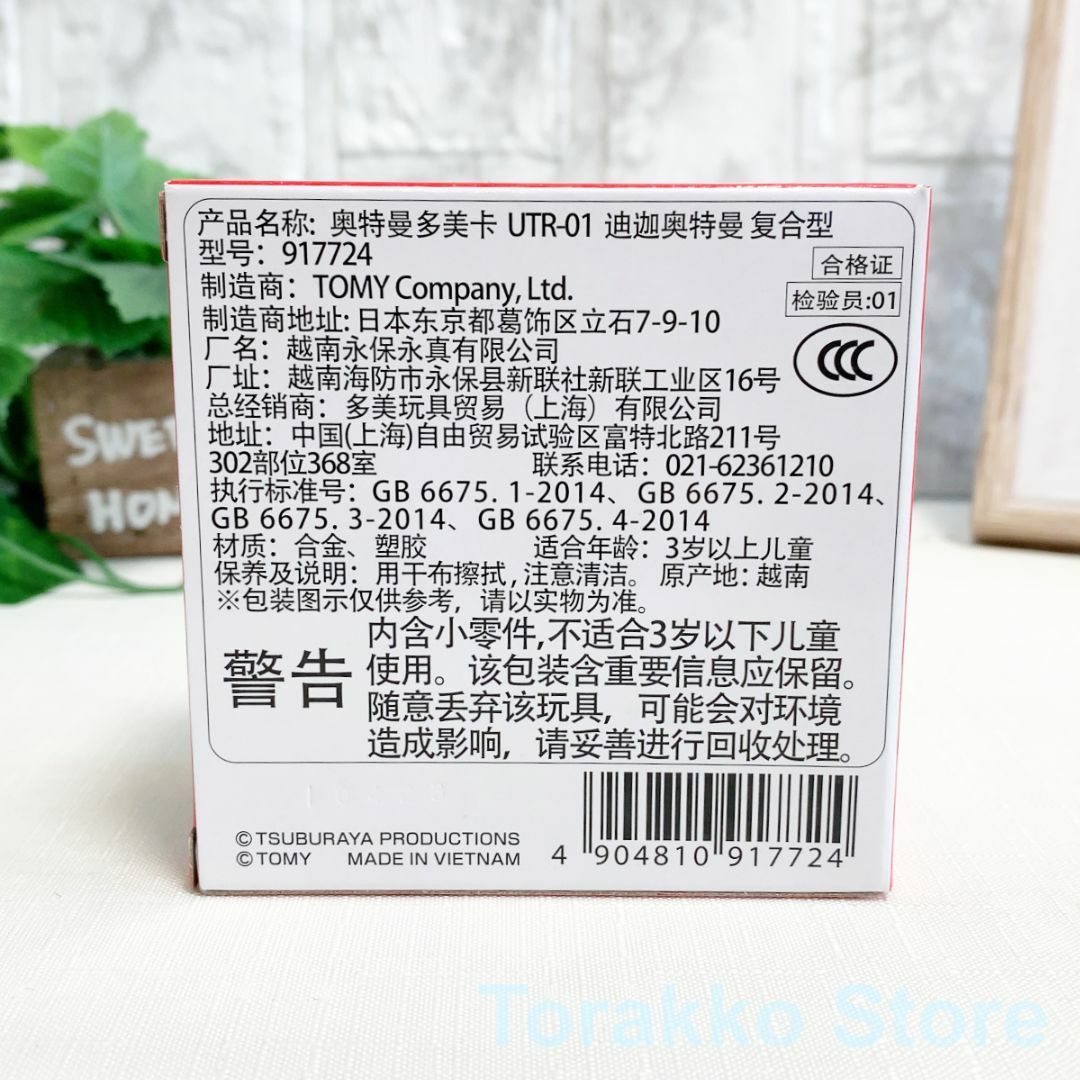 产品名称: 奥特曼多美卡 UTR-01 迪迦奥特曼 复合型
型号：917724
合格证
制造商：TOMY Company, Ltd.
检验员:01
制造商地址: 日本东京都葛饰区立石7-9-10
CCC
厂名：越南永保永真有限公司
厂址：越南海防市永保县新联社新联工业区16号
总经销商：多美玩具贸易（上海）有限公司
地址：中国(上海)自由贸易试验区富特北路211号
302部位368室 联系电话：021-62361210
执行标准号：GB 6675. 1-2014、GB 6675. 2-2014、
GB 6675. 3-2014、GB 6675. 4-2014
材质：合金、塑胶 适合年龄：3岁以上儿童
保养及说明：用干布擦拭，注意清洁。 原产地: 越南
※包装图示仅供参考，请以实物为准。
警告
内含小零件,不适合3岁以下儿童
使用。该包装含重要信息应保留。
随意丢弃该玩具，可能会对环境
造成影响，请妥善进行回收处理。
©TSUBURAYA PRODUCTIONS
©TOMY MADE IN VIETNAM
4 904810 917724
SWE
HOM
Torakko Store